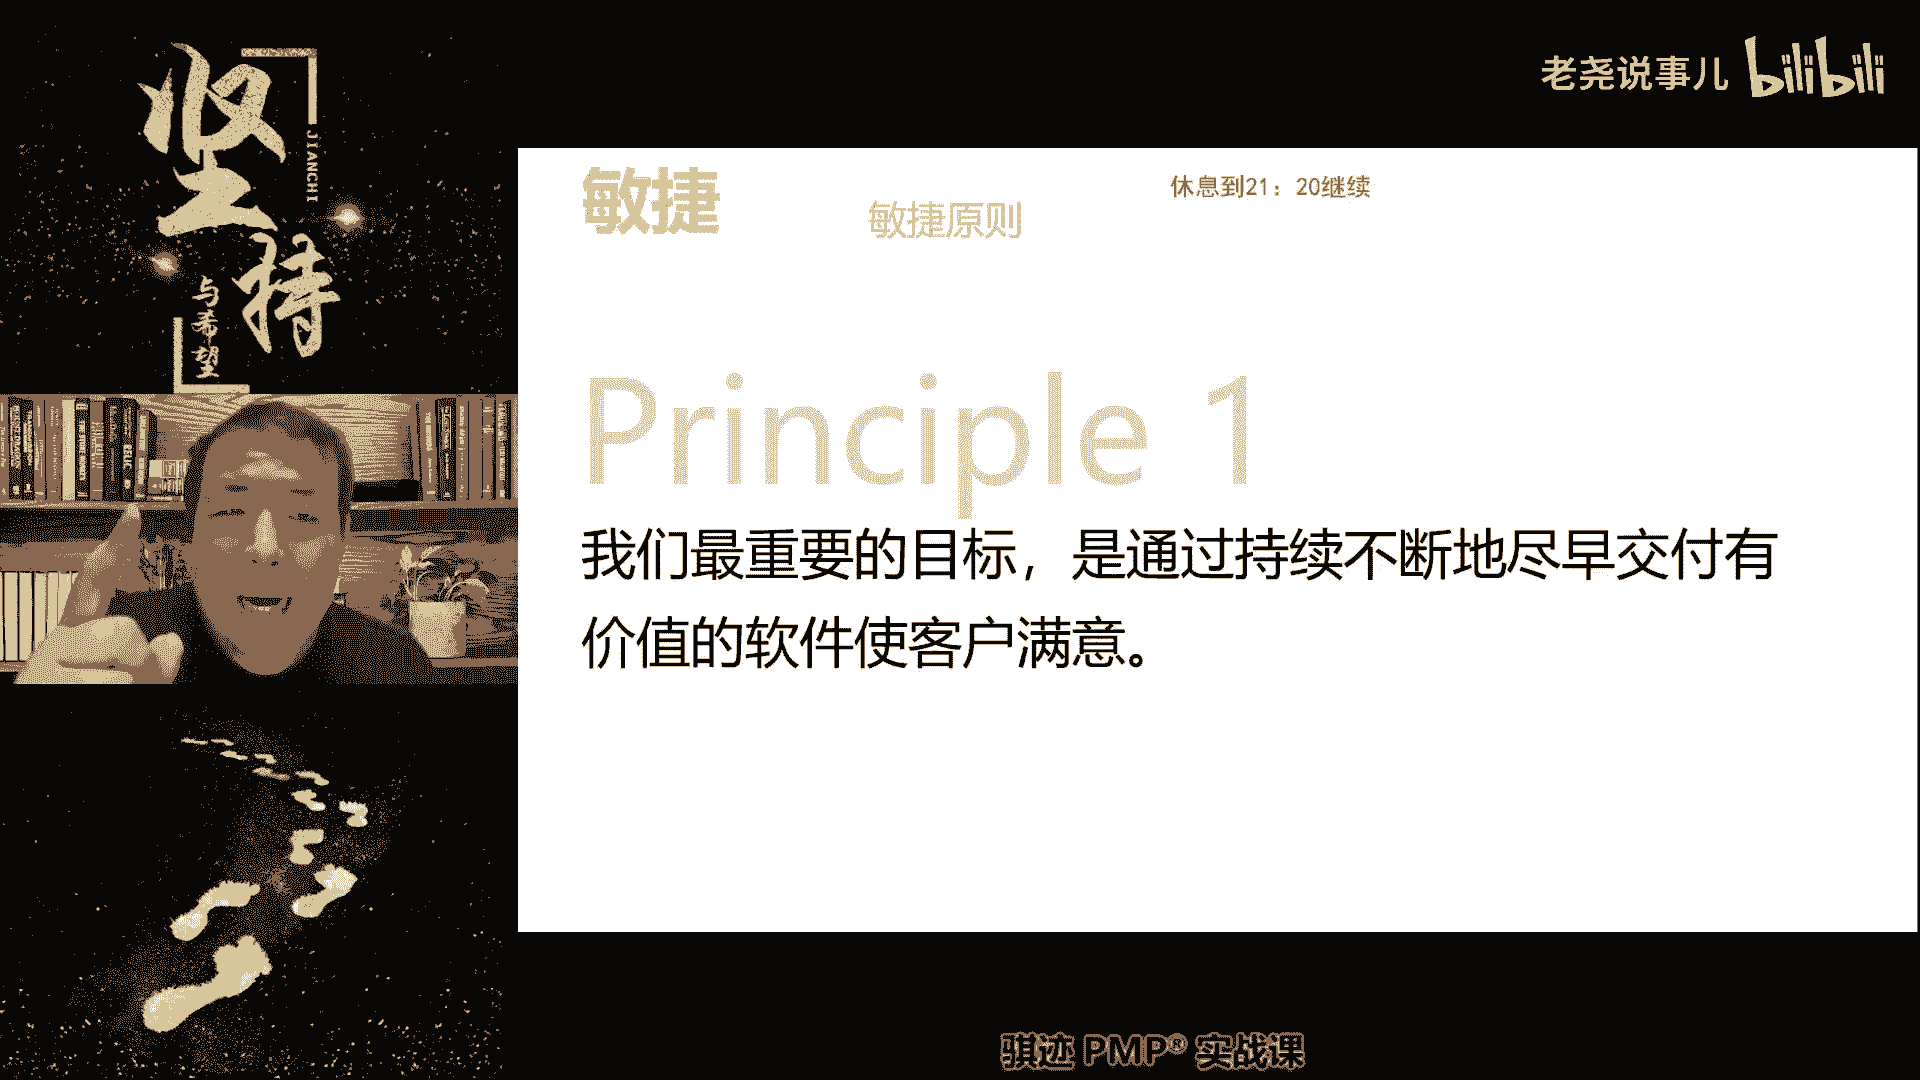 坚持
JIANCHI
与希望
老尧说事儿 bilibili
敏捷
敏捷原则
休息到21：20继续
Principle 1
我们最重要的目标，是通过持续不断地尽早交付有
价值的软件使客户满意。
骐迹 PMP® 实战课